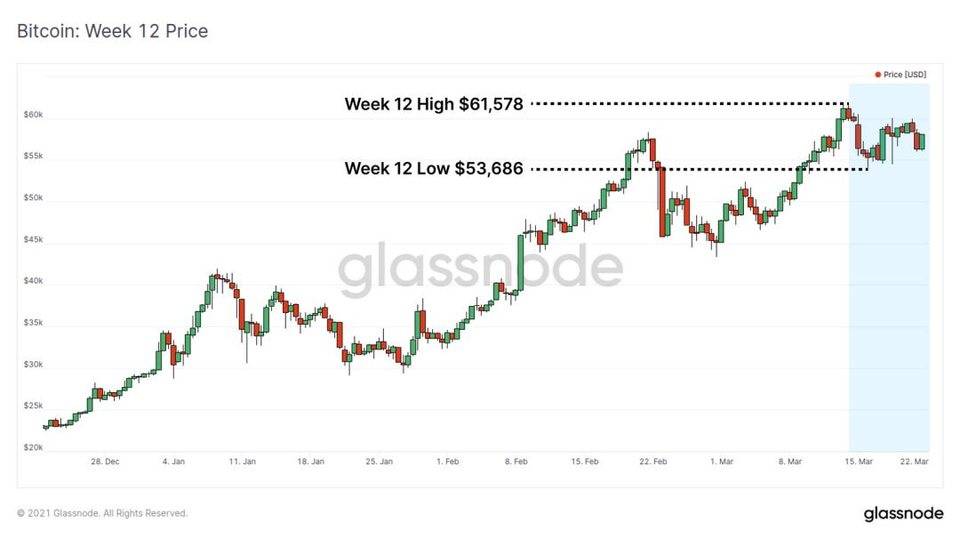 Bitcoin: Week 12 Price
Price [USD]
Week 12 High $61,578
Week 12 Low $53,686
$60k
$55k
$50k
$45k
$40k
$35k
$30k
$25k
$20k
glassnode
28. Dec 4. Jan 11. Jan 18. Jan 25. Jan 1. Feb 8. Feb 15. Feb 22. Feb 1. Mar 8. Mar 15. Mar 22. Mar
© 2021 Glassnode. All Rights Reserved.
glassnode